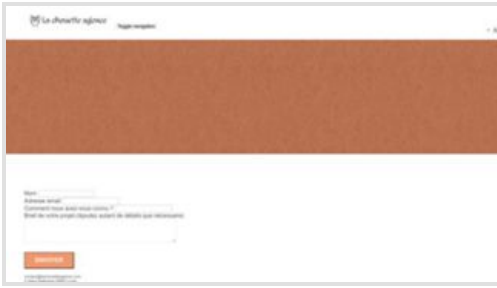 La chouette agence
Toggle navigation
Nom
Adresse email
Comment nous avez-vous connu ?
Brief de votre projet (Ajoutez autant de détails que nécessaire)
ENVOYER